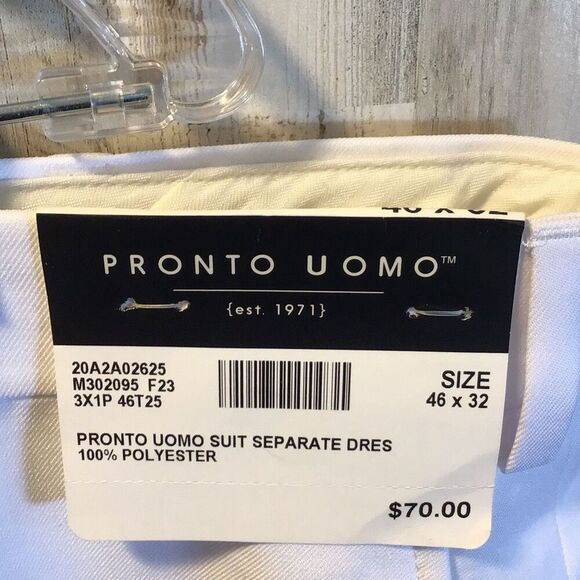 PRONTO UOMO™
{est. 1971}
20A2A02625
M302095 F23
3X1P 46T25
SIZE
46 x 32
PRONTO UOMO SUIT SEPARATE DRES
100% POLYESTER
$70.00